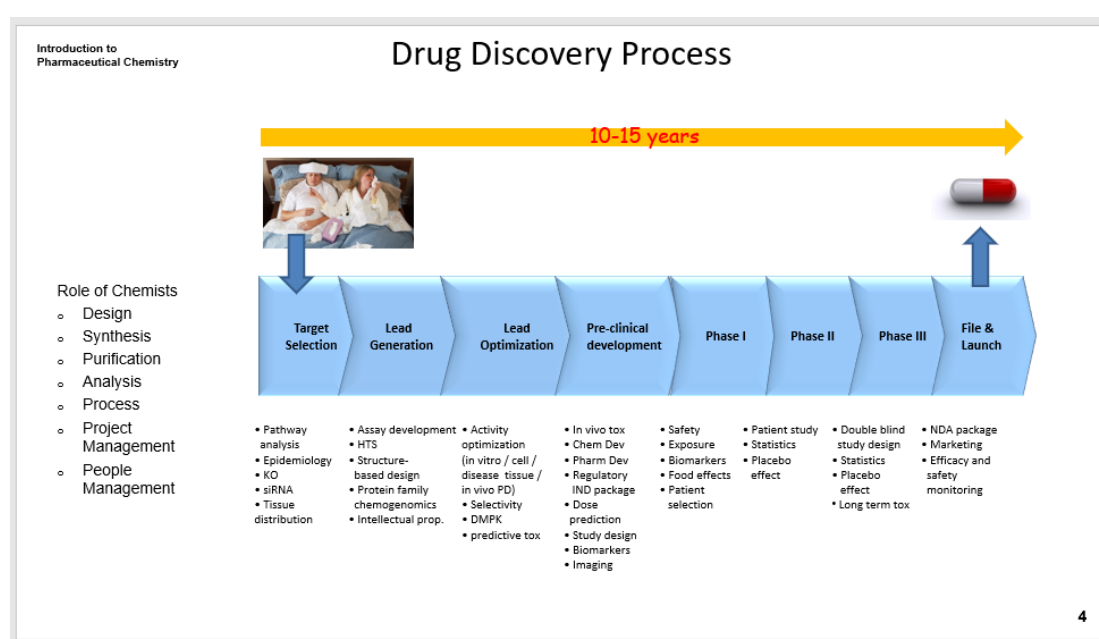 Introduction to
Pharmaceutical Chemistry
Drug Discovery Process
10-15 years
Role of Chemists
o Design
o Synthesis
o Purification
o Analysis
o Process
o Project
Management
o People
Management
Target
Selection
Lead
Generation
Lead
Optimization
Pre-clinical
development
Phase I
Phase II
Phase III
File &
Launch
• Pathway
analysis
• Epidemiology
• KO
• siRNA
• Tissue
distribution
• Assay development
• HTS
• Structure-
based design
• Protein family
chemogenomics
• Intellectual prop.
• Activity
optimization
(in vitro / cell /
disease tissue /
in vivo PD)
• Selectivity
• DMPK
• predictive tox
• In vivo tox
• Chem Dev
• Pharm Dev
• Regulatory
IND package
• Dose
prediction
• Study design
• Biomarkers
• Imaging
• Safety
• Exposure
• Biomarkers
• Food effects
• Patient
selection
• Patient study
• Statistics
• Placebo
effect
• Double blind
study design
• Statistics
• Placebo
effect
• Long term tox
• NDA package
• Marketing
• Efficacy and
safety
monitoring
4